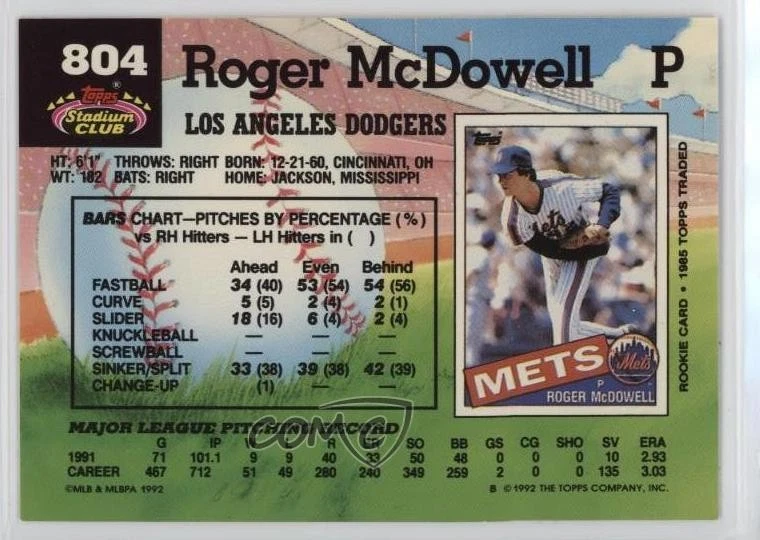 804 Roger McDowell P
Topps®
Stadium
CLUB
LOS ANGELES DODGERS
HT: 6'1" THROWS: RIGHT BORN: 12-21-60, CINCINNATI, OH
WT: 182 BATS: RIGHT HOME: JACKSON, MISSISSIPPI
BARS CHART—PITCHES BY PERCENTAGE (%)
vs RH Hitters — LH Hitters in ( )
Ahead Even Behind
FASTBALL 34 (40) 53 (54) 54 (56)
CURVE 5 (5) 2 (4) 2 (1)
SLIDER 18 (16) 6 (4) 2 (4)
KNUCKLEBALL — — —
SCREWBALL — — —
SINKER/SPLIT 33 (38) 39 (38) 42 (39)
CHANGE-UP (1) — —
Topps
Mets
METS
Mets
P
ROGER McDOWELL
ROOKIE CARD • 1985 TOPPS TRADED
MAJOR LEAGUE PITCHING RECORD
G IP W L R ER SO BB GS CG SHO SV ERA
1991 71 101.1 9 9 40 33 50 48 0 0 0 10 2.93
CAREER 467 712 51 49 280 240 349 259 2 0 0 135 3.03
©MLB & MLBPA 1992
B ©1992 THE TOPPS COMPANY, INC.
COMC